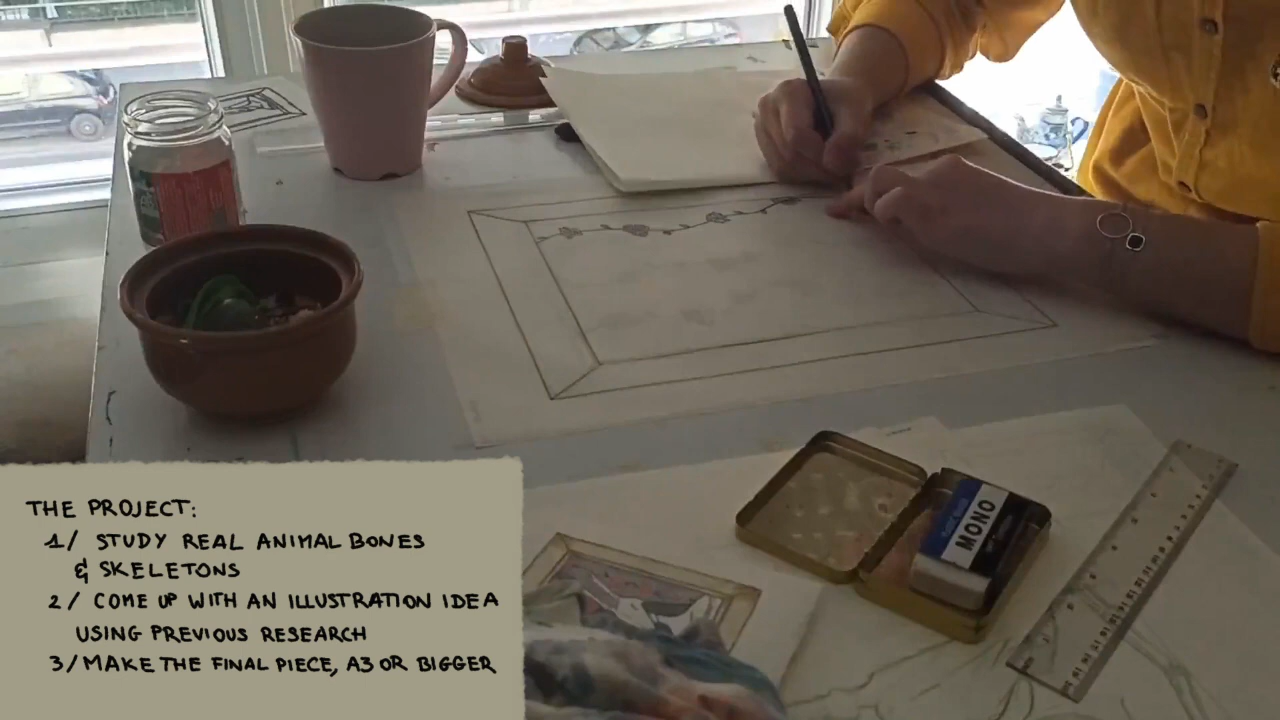 THE PROJECT:
1/ STUDY REAL ANIMAL BONES
& SKELETONS
2/ COME UP WITH AN ILLUSTRATION IDEA
USING PREVIOUS RESEARCH
3/ MAKE THE FINAL PIECE, A3 OR BIGGER
MONO